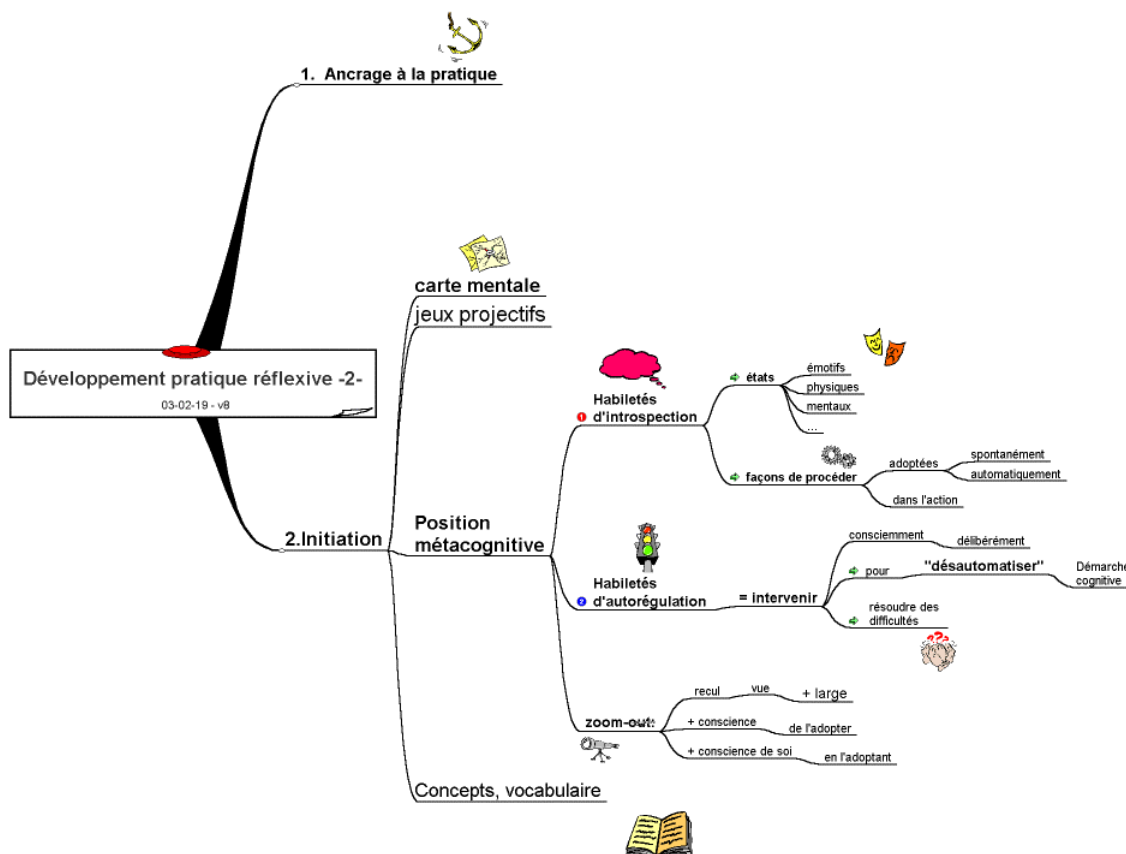 1. Ancrage à la pratique
Développement pratique réflexive -2-
03-02-19 - v8
2.Initiation
carte mentale
jeux projectifs
Position
métacognitive
Habiletés
d'introspection
états
émotifs
physiques
mentaux
...
façons de procéder
adoptées
spontanément
automatiquement
dans l'action
Habiletés
d'autorégulation
= intervenir
consciemment
délibérément
pour
"désautomatiser"
Démarche
cognitive
résoudre des
difficultés
zoom-out:
recul
vue
+ large
+ conscience
de l'adopter
+ conscience de soi
en l'adoptant
Concepts, vocabulaire